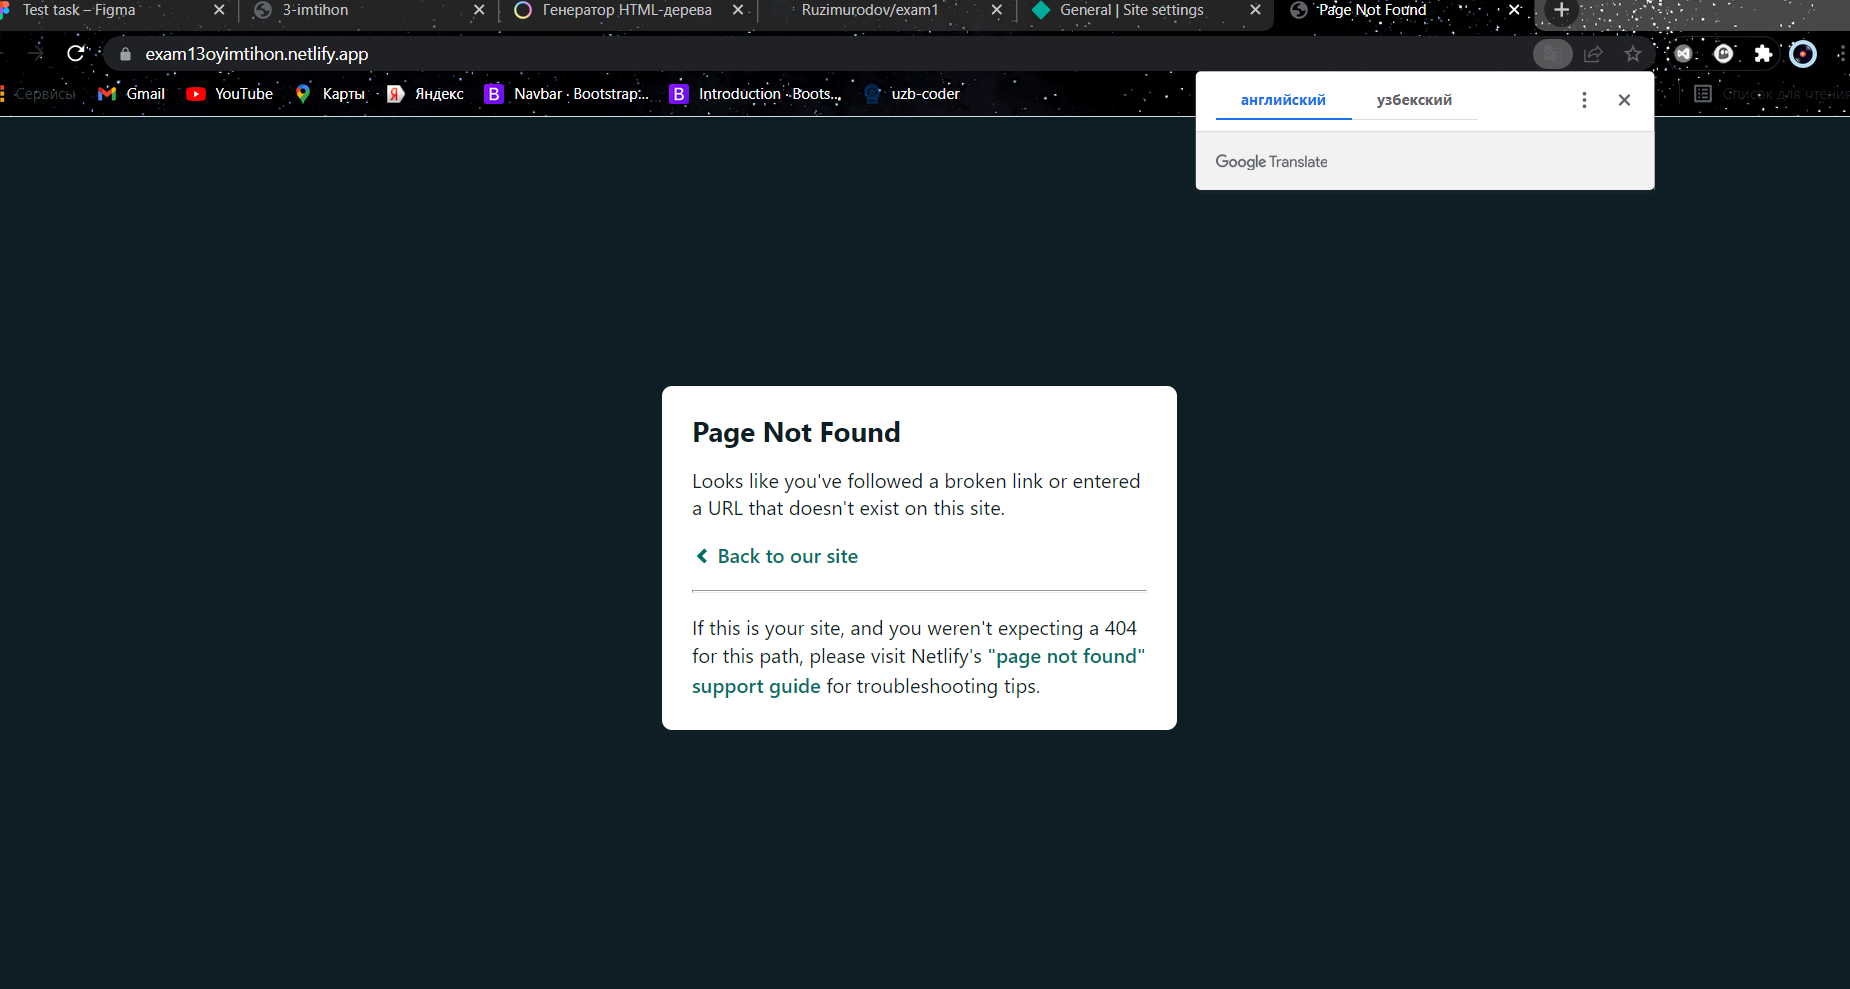 Test task – Figma
3-imtihon
Генератор HTML-дерева
Ruzimurodov/exam1
General | Site settings
Page Not Found
exam13oyimtihon.netlify.app
Сервисы
Gmail
YouTube
Карты
Яндекс
Navbar · Bootstrap...
Introduction · Boots...
uzb-coder
Список для чтения
английский
узбекский
Google Translate
Page Not Found
Looks like you've followed a broken link or entered
a URL that doesn't exist on this site.
Back to our site
If this is your site, and you weren't expecting a 404
for this path, please visit Netlify's "page not found"
support guide for troubleshooting tips.